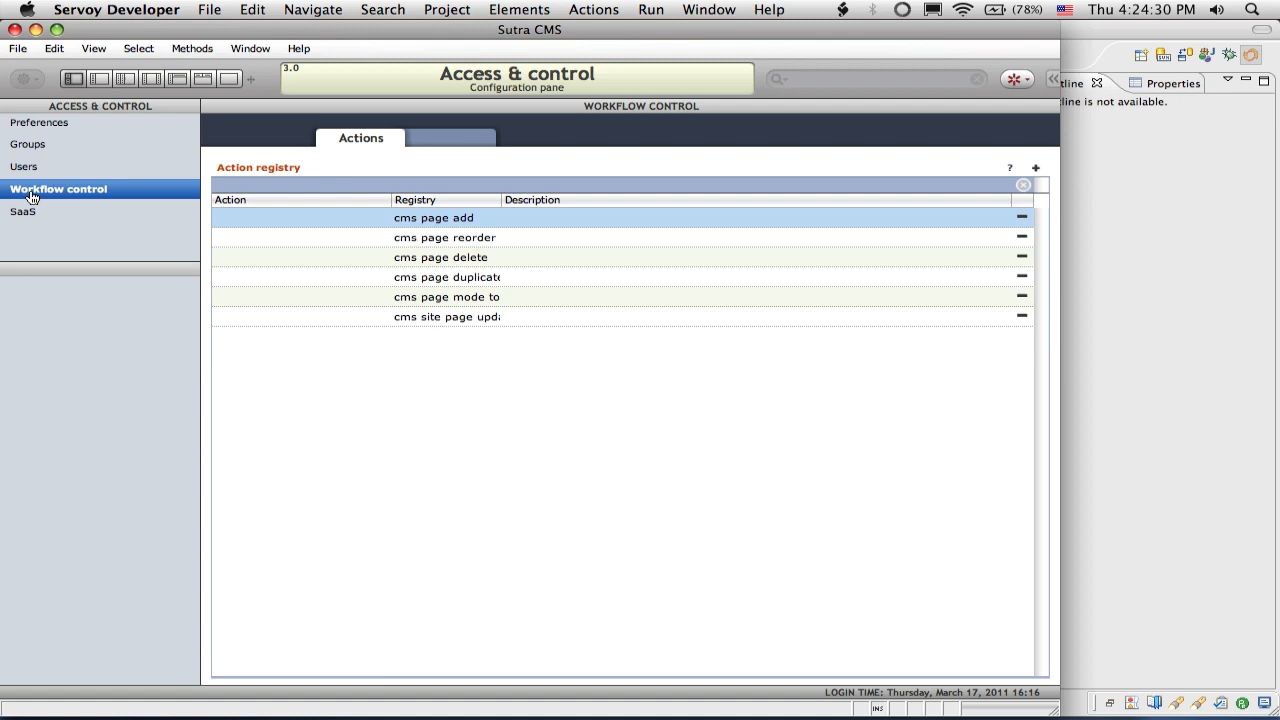 Servoy Developer File Edit Navigate Search Project Elements Actions Run Window Help (78%) Thu 4:24:30 PM
Sutra CMS
File Edit View Select Methods Window Help
3.0
Access & control
Configuration pane
tline Properties
tline is not available.
ACCESS & CONTROL
WORKFLOW CONTROL
Preferences
Groups
Users
Workflow control
SaaS
Actions
Action registry ? +
Action Registry Description
cms page add
cms page reorder
cms page delete
cms page duplicate
cms page mode to
cms site page upda
LOGIN TIME: Thursday, March 17, 2011 16:16
INS